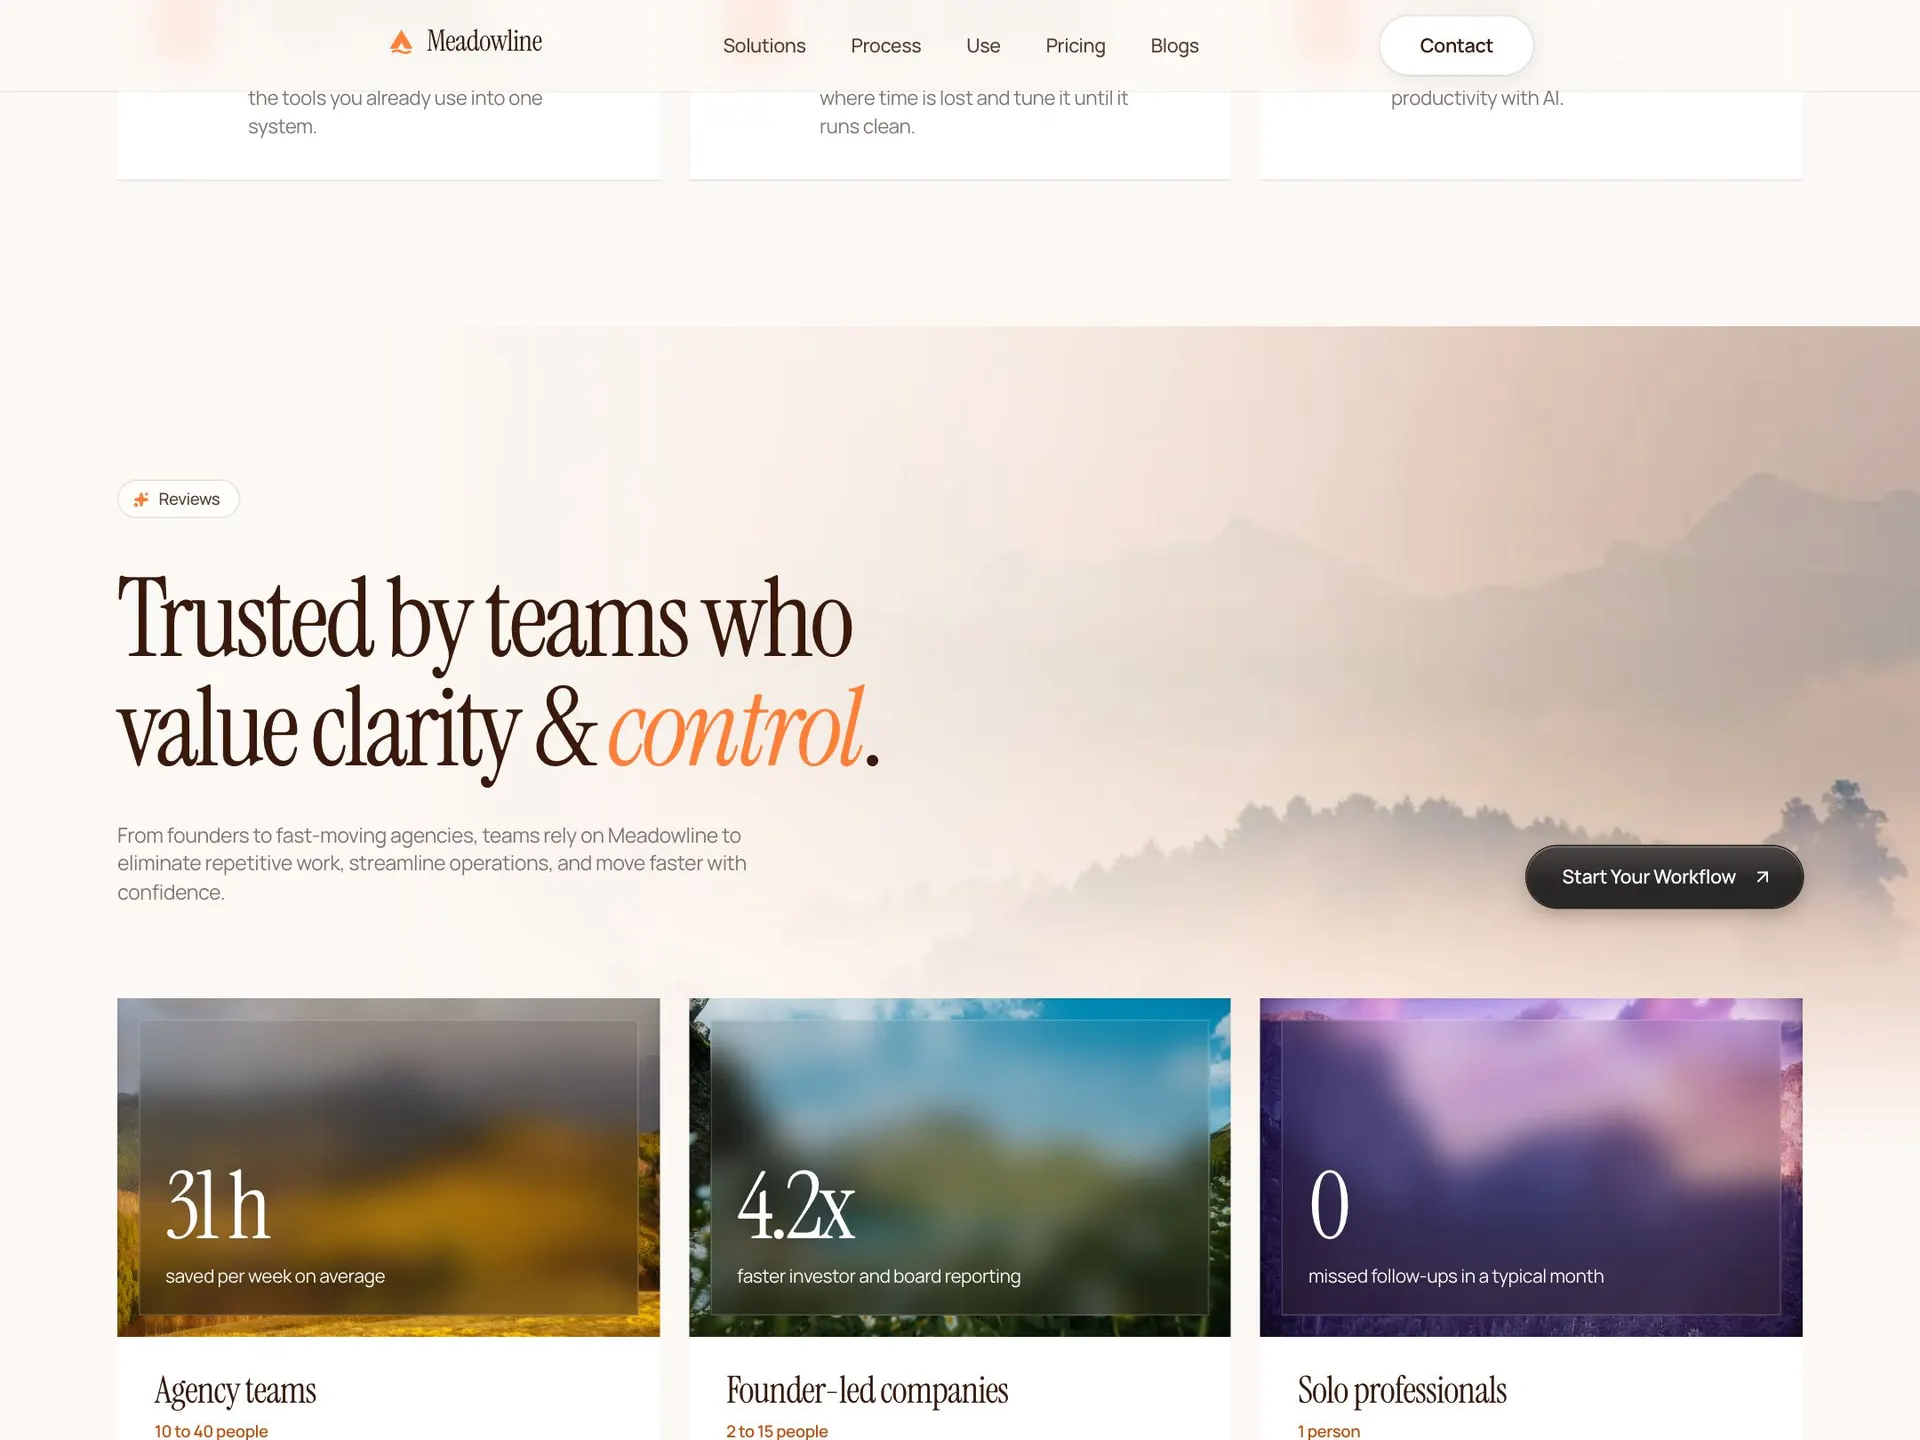 Meadowline
Solutions
Process
Use
Pricing
Blogs
Contact
the tools you already use into one
system.
where time is lost and tune it until it
runs clean.
productivity with AI.
Reviews
Trusted by teams who
value clarity & control.
From founders to fast-moving agencies, teams rely on Meadowline to
eliminate repetitive work, streamline operations, and move faster with
confidence.
Start Your Workflow
31 h
saved per week on average
4.2x
faster investor and board reporting
0
missed follow-ups in a typical month
Agency teams
10 to 40 people
Founder-led companies
2 to 15 people
Solo professionals
1 person